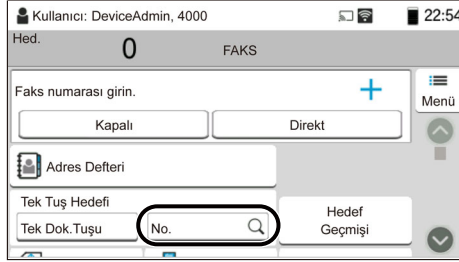 Kullanıcı: DeviceAdmin, 4000 22:54
Hed. 0 FAKS
Faks numarası girin.
Menü
Kapalı Direkt
Adres Defteri
Tek Tuş Hedefi
Tek Dok.Tuşu No.
Hedef
Geçmişi